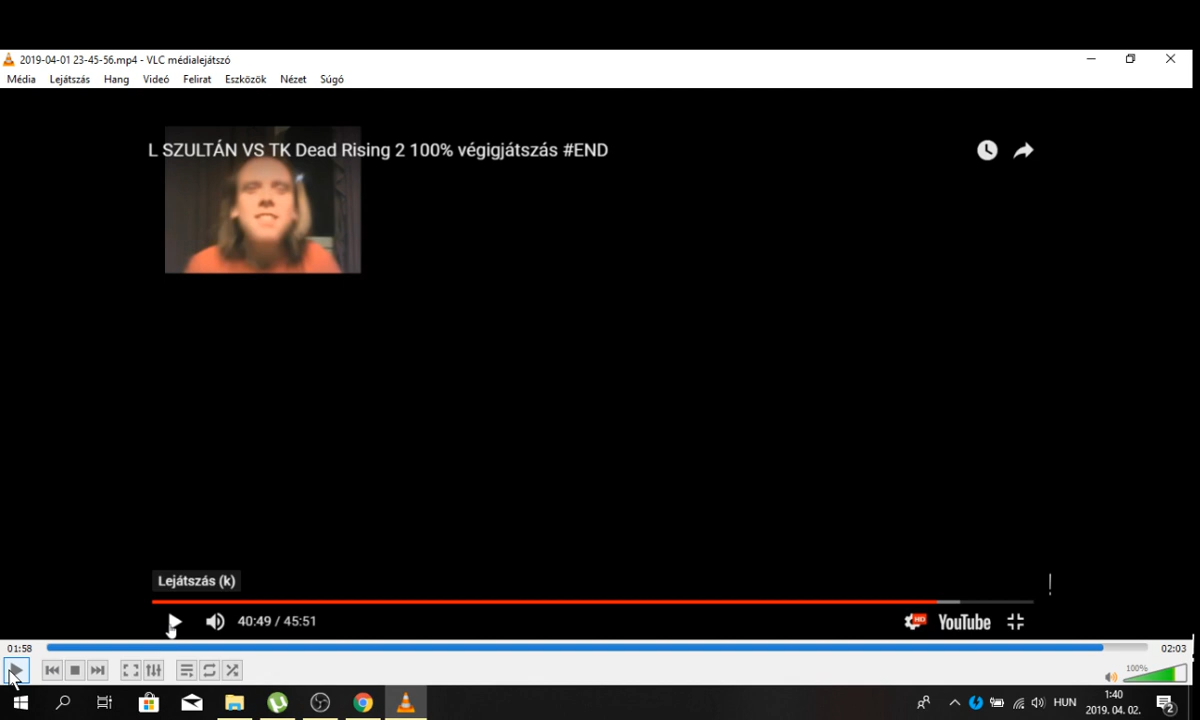 2019-04-01 23-45-56.mp4 - VLC médialejátszó
Média Lejátszás Hang Videó Felirat Eszközök Nézet Súgó
L SZULTÁN VS TK Dead Rising 2 100% végigjátszás #END
Lejátszás (k)
40:49 / 45:51
HD
YouTube
01:58
02:03
100%
HUN
1:40
2019. 04. 02.
2